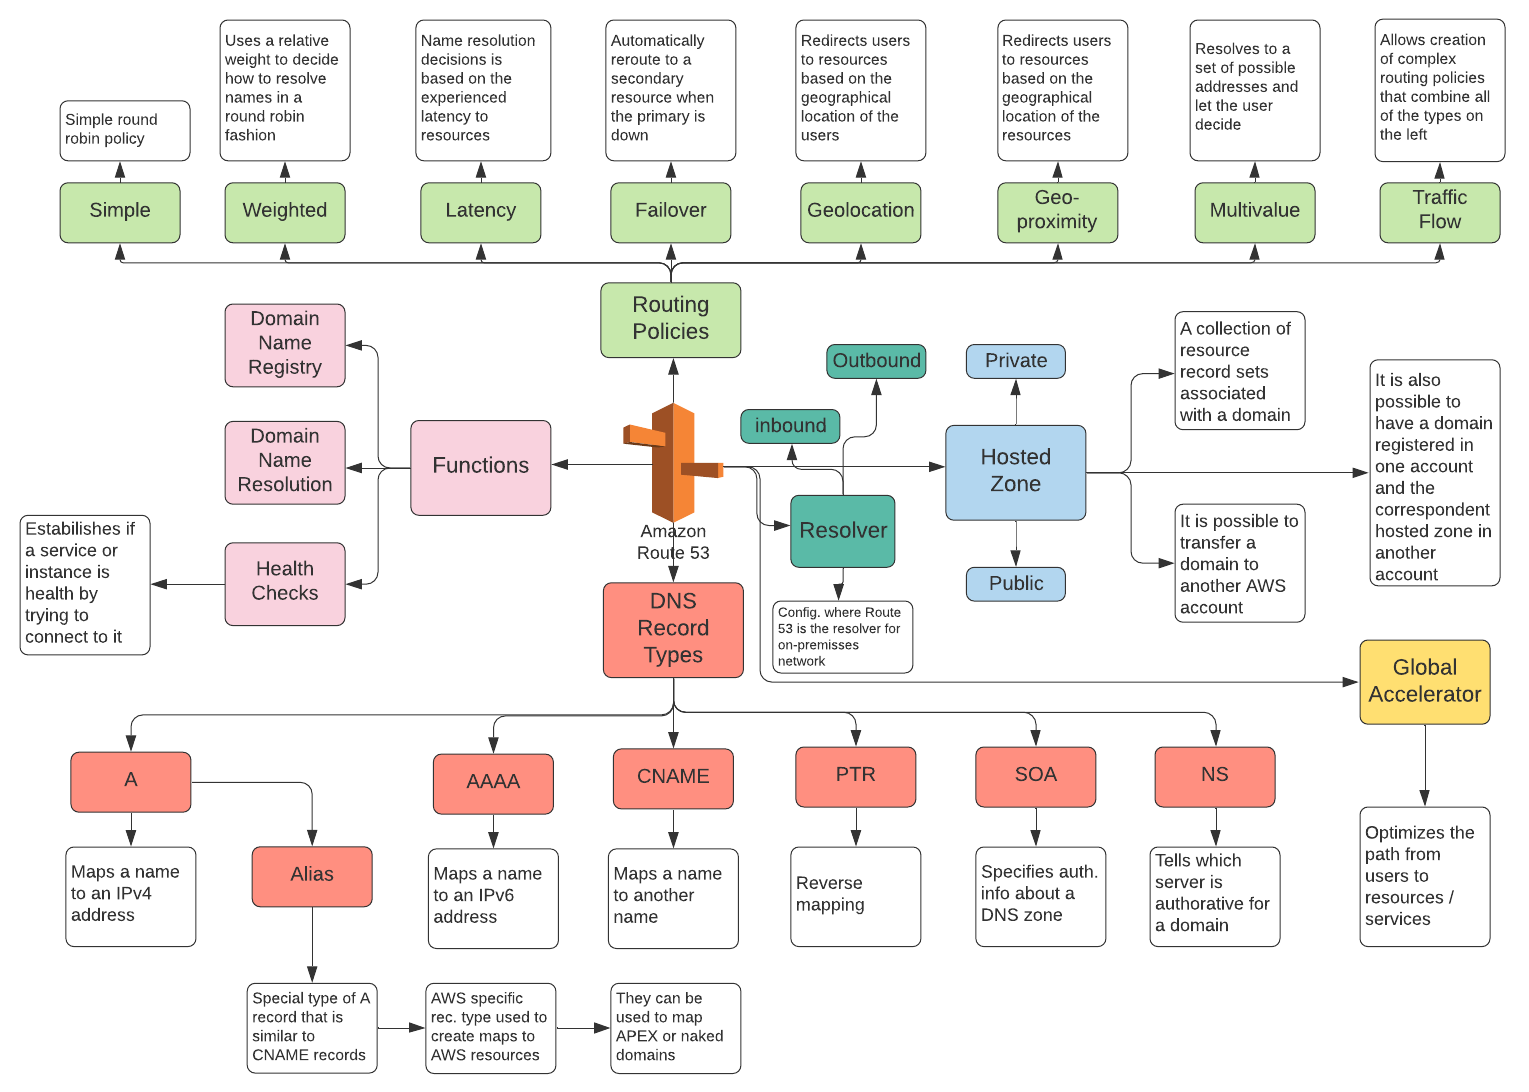 Uses a relative
weight to decide
how to resolve
names in a
round robin
fashion
Name resolution
decisions is
based on the
experienced
latency to
resources
Automatically
reroute to a
secondary
resource when
the primary is
down
Redirects users
to resources
based on the
geographical
location of the
users
Redirects users
to resources
based on the
geographical
location of the
resources
Resolves to a
set of possible
addresses and
let the user
decide
Allows creation
of complex
routing policies
that combine all
of the types on
the left
Simple round
robin policy
Simple
Weighted
Latency
Failover
Geolocation
Geo-
proximity
Multivalue
Traffic
Flow
Routing
Policies
Domain
Name
Registry
Domain
Name
Resolution
Health
Checks
Functions
Estabilishes if
a service or
instance is
health by
trying to
connect to it
Amazon
Route 53
Outbound
inbound
Resolver
Config. where Route
53 is the resolver for
on-premisses
network
Private
Hosted
Zone
Public
A collection of
resource
record sets
associated
with a domain
It is also
possible to
have a domain
registered in
one account
and the
correspondent
hosted zone in
another
account
It is possible to
transfer a
domain to
another AWS
account
DNS
Record
Types
Global
Accelerator
Optimizes the
path from
users to
resources /
services
A
AAAA
CNAME
PTR
SOA
NS
Maps a name
to an IPv4
address
Alias
Maps a name
to an IPv6
address
Maps a name
to another
name
Reverse
mapping
Specifies auth.
info about a
DNS zone
Tells which
server is
authorative for
a domain
Special type of A
record that is
similar to
CNAME records
AWS specific
rec. type used to
create maps to
AWS resources
They can be
used to map
APEX or naked
domains